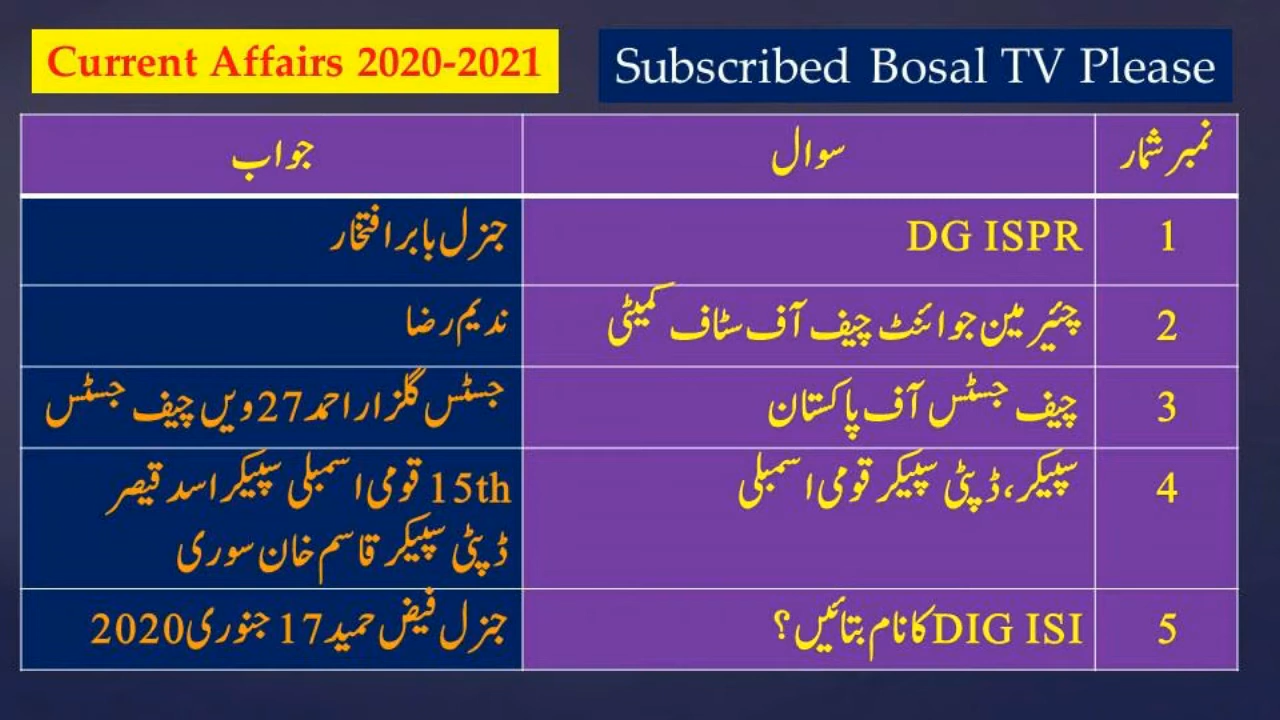 Current Affairs 2020-2021
Subscribed Bosal TV Please
نمبر شمار سوال جواب
1 DG ISPR جنرل بابر افتخار
2 چئیرمین جوائنٹ چیف آف سٹاف کمیٹی ندیم رضا
3 چیف جسٹس آف پاکستان جسٹس گلزار احمد 27ویں چیف جسٹس
4 سپیکر، ڈپٹی سپیکر قومی اسمبلی 15th قومی اسمبلی سپیکر اسد قیصر
ڈپٹی سپیکر قاسم خان سوری
5 DIG ISI کا نام بتائیں؟ جنرل فیض حمید 17 جنوری 2020